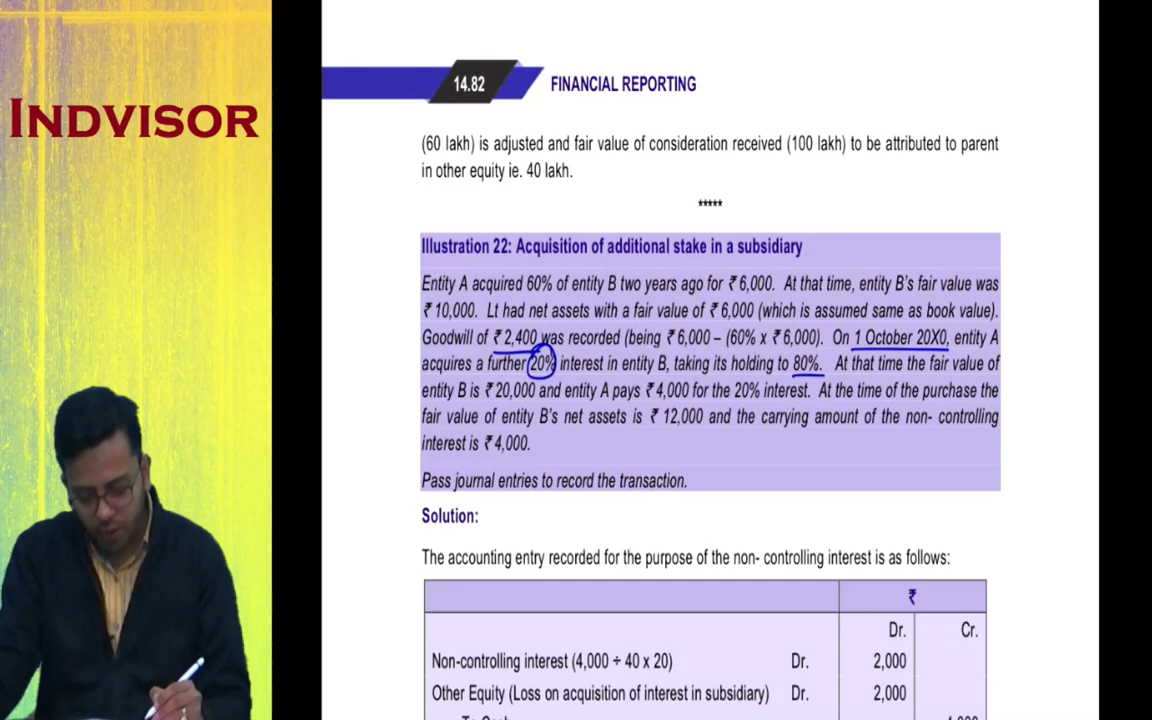 INDVISOR
14.82 FINANCIAL REPORTING
(60 lakh) is adjusted and fair value of consideration received (100 lakh) to be attributed to parent
in other equity ie. 40 lakh.
*****
Illustration 22: Acquisition of additional stake in a subsidiary
Entity A acquired 60% of entity B two years ago for ₹ 6,000. At that time, entity B's fair value was
₹ 10,000. Lt had net assets with a fair value of ₹ 6,000 (which is assumed same as book value).
Goodwill of ₹ 2,400 was recorded (being ₹ 6,000 – (60% x ₹ 6,000). On 1 October 20X0, entity A
acquires a further 20% interest in entity B, taking its holding to 80%. At that time the fair value of
entity B is ₹ 20,000 and entity A pays ₹ 4,000 for the 20% interest. At the time of the purchase the
fair value of entity B's net assets is ₹ 12,000 and the carrying amount of the non- controlling
interest is ₹ 4,000.
Pass journal entries to record the transaction.
Solution:
The accounting entry recorded for the purpose of the non- controlling interest is as follows:
₹
Dr. Cr.
Non-controlling interest (4,000 ÷ 40 x 20) Dr. 2,000
Other Equity (Loss on acquisition of interest in subsidiary) Dr. 2,000